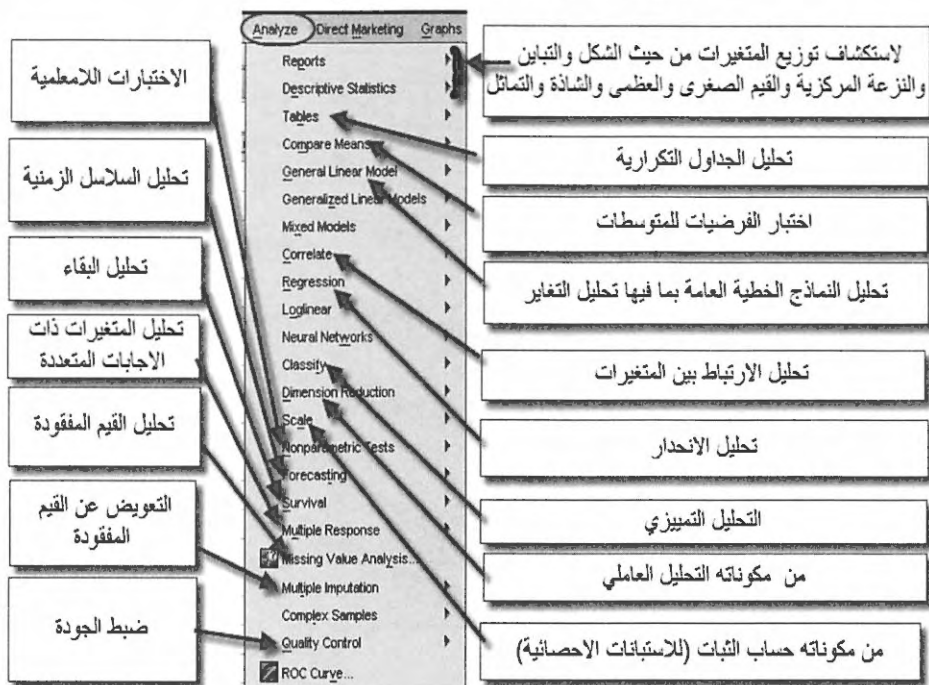 Analyze Direct Marketing Graphs
Reports
Descriptive Statistics
Tables
Compare Means
General Linear Model
Generalized Linear Models
Mixed Models
Correlate
Regression
Loglinear
Neural Networks
Classify
Dimension Reduction
Scale
Nonparametric Tests
Forecasting
Survival
Multiple Response
Missing Value Analysis...
Multiple Imputation
Complex Samples
Quality Control
ROC Curve...
لاستكشاف توزيع المتغيرات من حيث الشكل والتباين
والنزعة المركزية والقيم الصغرى والعظمى والشاذة والتماثل
تحليل الجداول التكرارية
اختبار الفرضيات للمتوسطات
تحليل النماذج الخطية العامة بما فيها تحليل التغاير
تحليل الارتباط بين المتغيرات
تحليل الانحدار
التحليل التمييزي
من مكوناته التحليل العاملي
من مكوناته حساب الثبات (للاستبانات الاحصائية)
الاختبارات اللامعلمية
تحليل السلاسل الزمنية
تحليل البقاء
تحليل المتغيرات ذات
الاجابات المتعددة
تحليل القيم المفقودة
التعويض عن القيم
المفقودة
ضبط الجودة